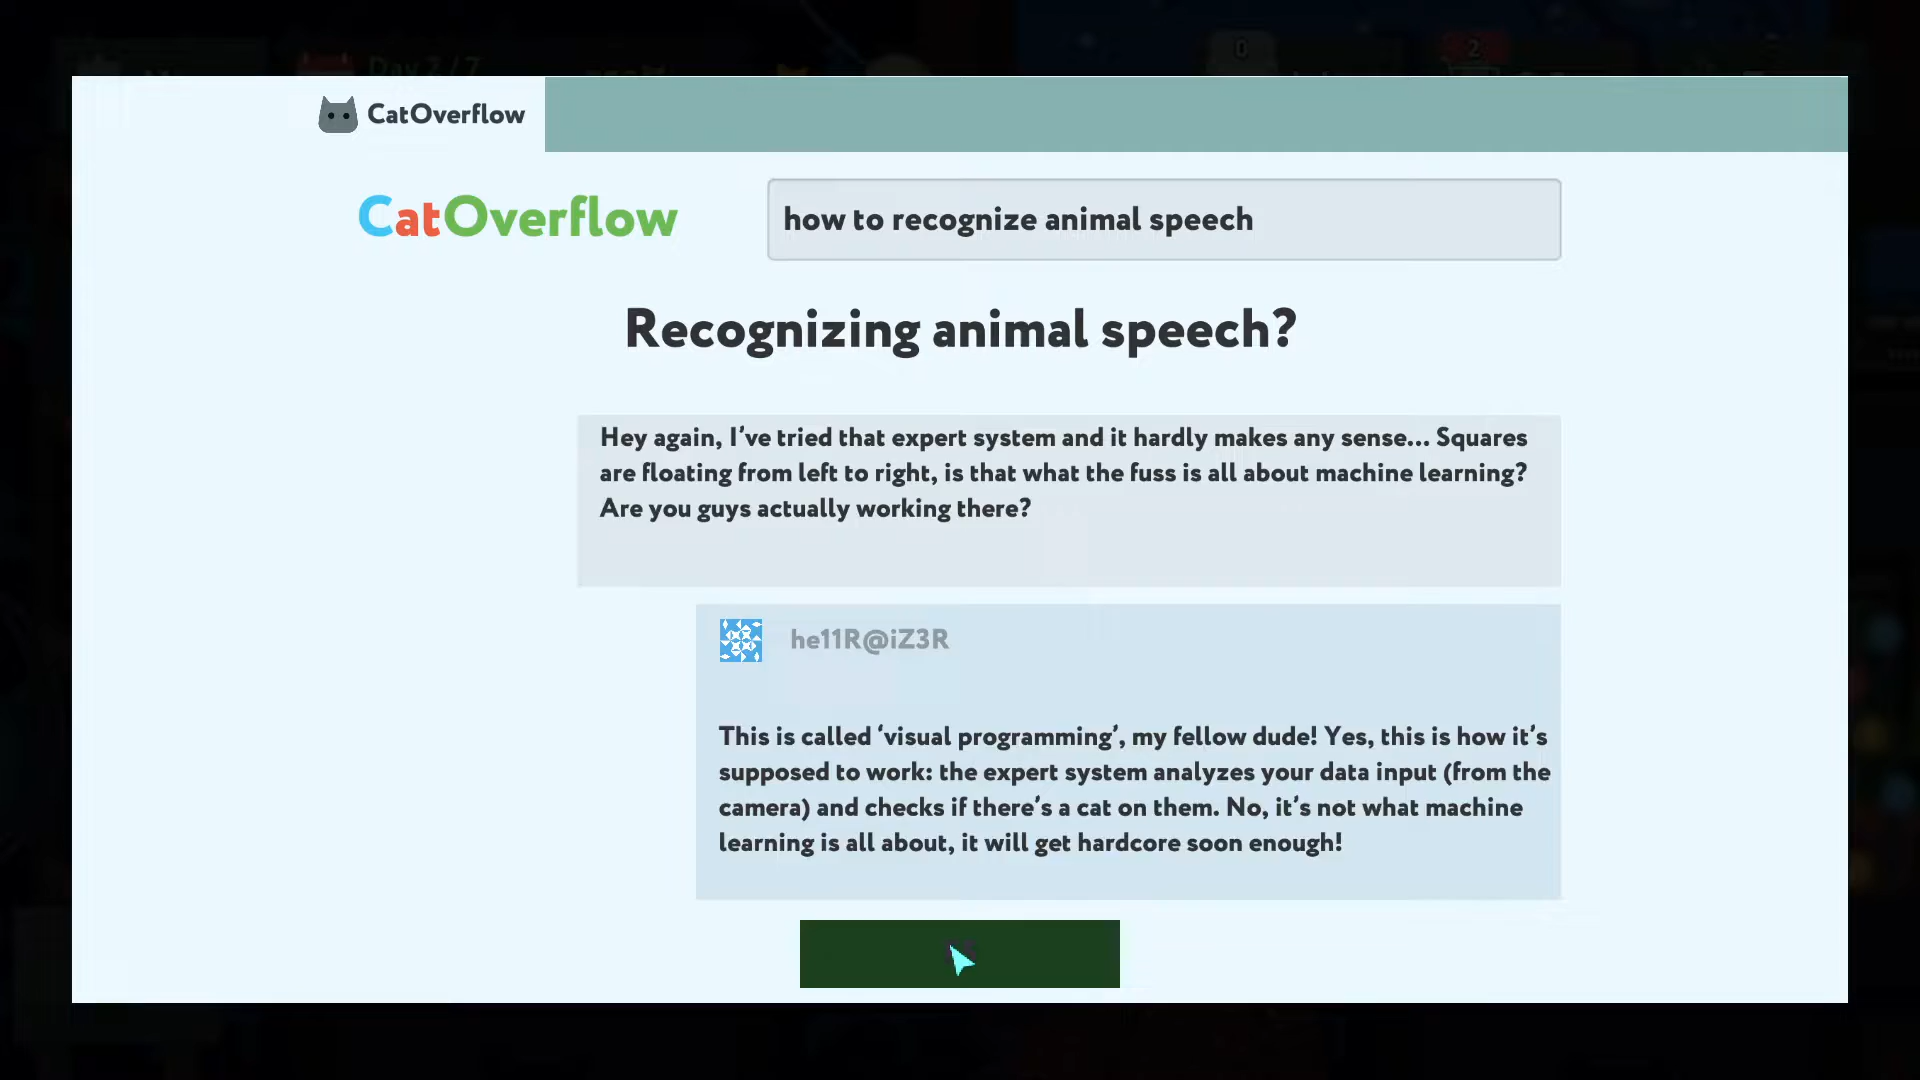 Day 2/7
0
2
CatOverflow
CatOverflow
how to recognize animal speech
Recognizing animal speech?
Hey again, I've tried that expert system and it hardly makes any sense... Squares
are floating from left to right, is that what the fuss is all about machine learning?
Are you guys actually working there?
he11R@iZ3R
This is called ‘visual programming’, my fellow dude! Yes, this is how it's
supposed to work: the expert system analyzes your data input (from the
camera) and checks if there's a cat on them. No, it's not what machine
learning is all about, it will get hardcore soon enough!